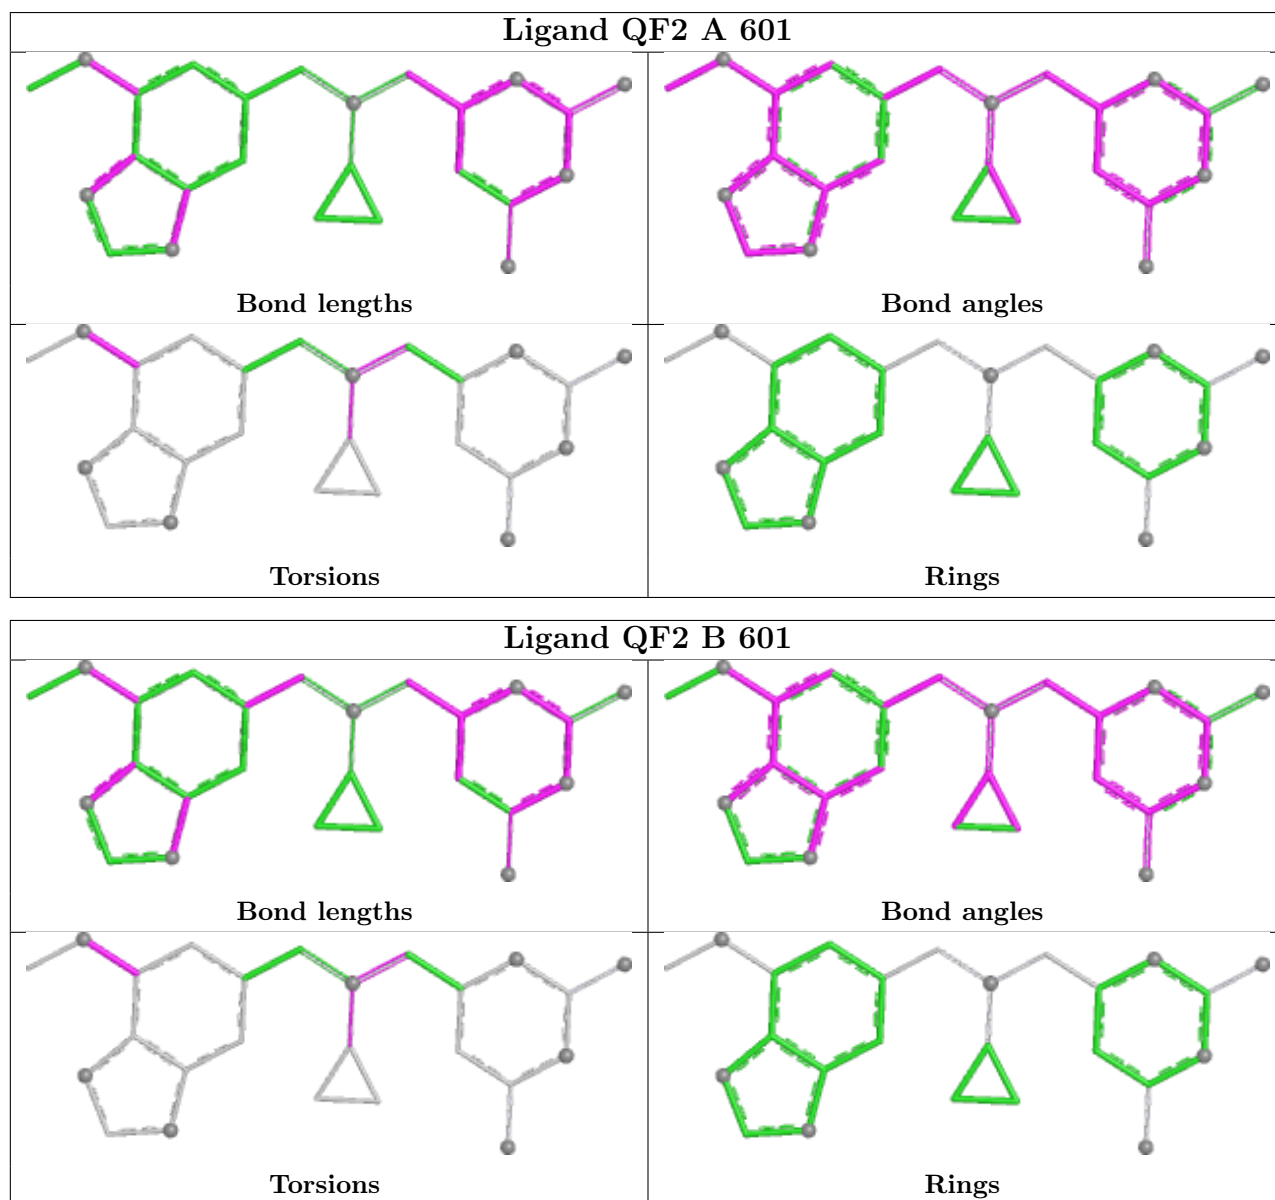 Ligand QF2 A 601
Bond lengths
Bond angles
Torsions
Rings
Ligand QF2 B 601
Bond lengths
Bond angles
Torsions
Rings